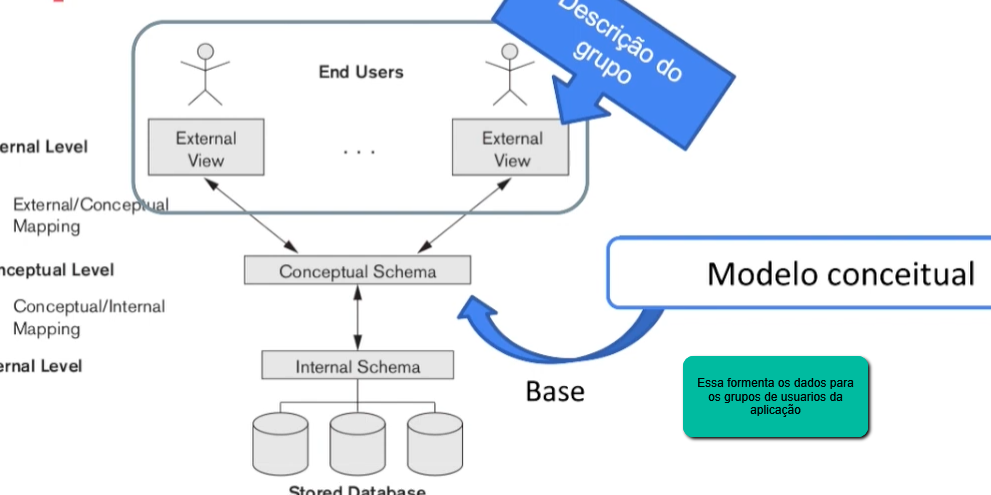 Descrição do
grupo
End Users
External
View
. . .
External
View
ernal Level
External/Conceptual
Mapping
nceptual Level
Conceptual Schema
Modelo conceitual
Conceptual/Internal
Mapping
ernal Level
Internal Schema
Base
Essa formenta os dados para
os grupos de usuarios da
aplicação
Stored Database